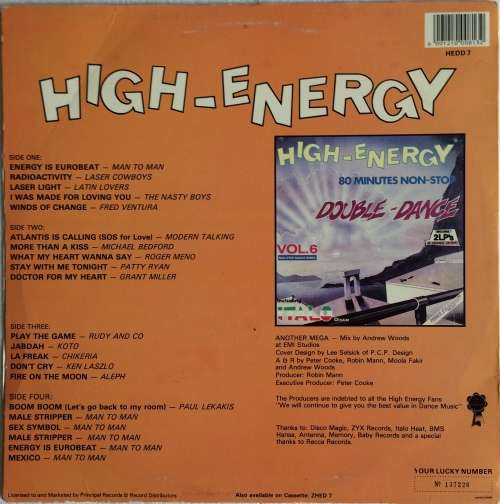 6 001210 008132
HEDD 7
HIGH-ENERGY
SIDE ONE:
ENERGY IS EUROBEAT — MAN TO MAN
RADIOACTIVITY — LASER COWBOYS
LASER LIGHT — LATIN LOVERS
I WAS MADE FOR LOVING YOU — THE NASTY BOYS
WINDS OF CHANGE — FRED VENTURA
SIDE TWO:
ATLANTIS IS CALLING (SOS for Love) — MODERN TALKING
MORE THAN A KISS — MICHAEL BEDFORD
WHAT MY HEART WANNA SAY — ROGER MENO
STAY WITH ME TONIGHT — PATTY RYAN
DOCTOR FOR MY HEART — GRANT MILLER
SIDE THREE:
PLAY THE GAME — RUDY AND CO
JABDAH — KOTO
LA FREAK — CHIKERIA
DON'T CRY — KEN LASZLO
FIRE ON THE MOON — ALEPH
SIDE FOUR:
BOOM BOOM (Let's go back to my room) — PAUL LEKAKIS
MALE STRIPPER — MAN TO MAN
SEX SYMBOL — MAN TO MAN
MALE STRIPPER — MAN TO MAN
ENERGY IS EUROBEAT — MAN TO MAN
MEXICO — MAN TO MAN
HIGH-ENERGY
80 MINUTES NON-STOP
DOUBLE-DANCE
2LP's
VOL.6
ITALO
Disco
ANOTHER MEGA — Mix by Andrew Woods
at EMI Studios
Cover Design by Lee Selsick of P.C.P. Design
A & R by Peter Cooke, Robin Mann, Moola Fakir
and Andrew Woods
Producer: Robin Mann
Executive Producer: Peter Cooke
The Producers are indebted to all the High Energy Fans
"We will continue to give you the best value in Dance Music"
Thanks to: Disco Magic, ZYX Records, Italo Heat, BMS
Hansa, Antenna, Memory, Baby Records and a special
thanks to Recca Records.
YOUR LUCKY NUMBER
Nº 137226
Licensed to and Marketed by Principal Records & Record Distributors
Also available on Cassette: ZHED 7